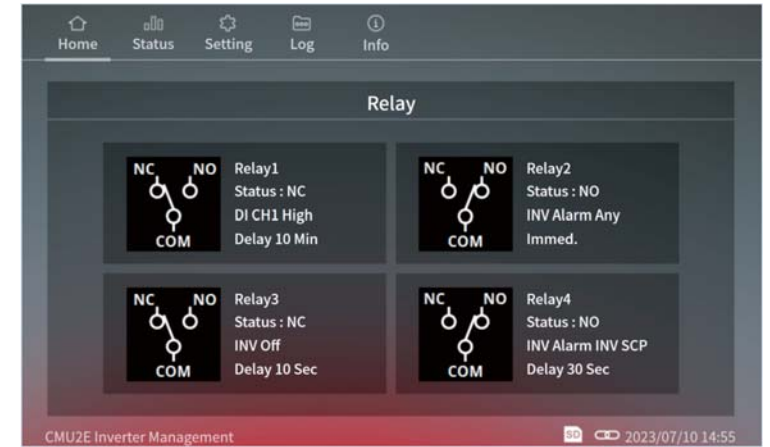 Home Status Setting Log Info
Relay
NC NO
COM
Relay1
Status : NC
DI CH1 High
Delay 10 Min
NC NO
COM
Relay2
Status : NO
INV Alarm Any
Immed.
NC NO
COM
Relay3
Status : NC
INV Off
Delay 10 Sec
NC NO
COM
Relay4
Status : NO
INV Alarm INV SCP
Delay 30 Sec
CMU2E Inverter Management SD 2023/07/10 14:55